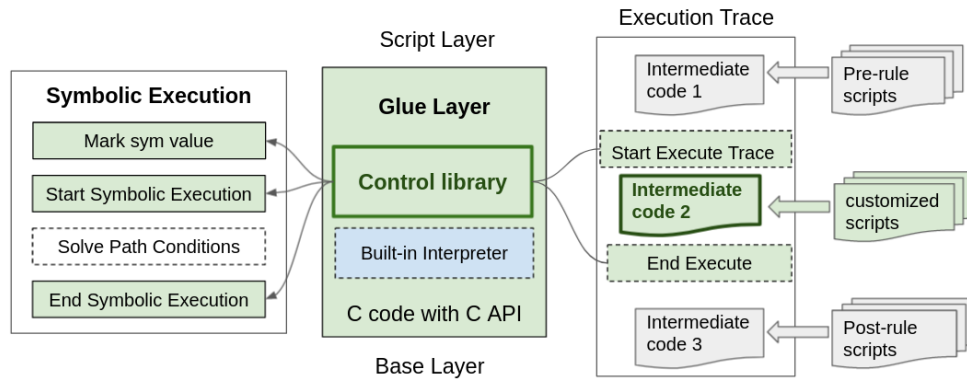 Symbolic Execution
Mark sym value
Start Symbolic Execution
Solve Path Conditions
End Symbolic Execution
Script Layer
Glue Layer
Control library
Built-in Interpreter
C code with C API
Base Layer
Execution Trace
Intermediate
code 1
Start Execute Trace
Intermediate
code 2
End Execute
Intermediate
code 3
Pre-rule
scripts
customized
scripts
Post-rule
scripts